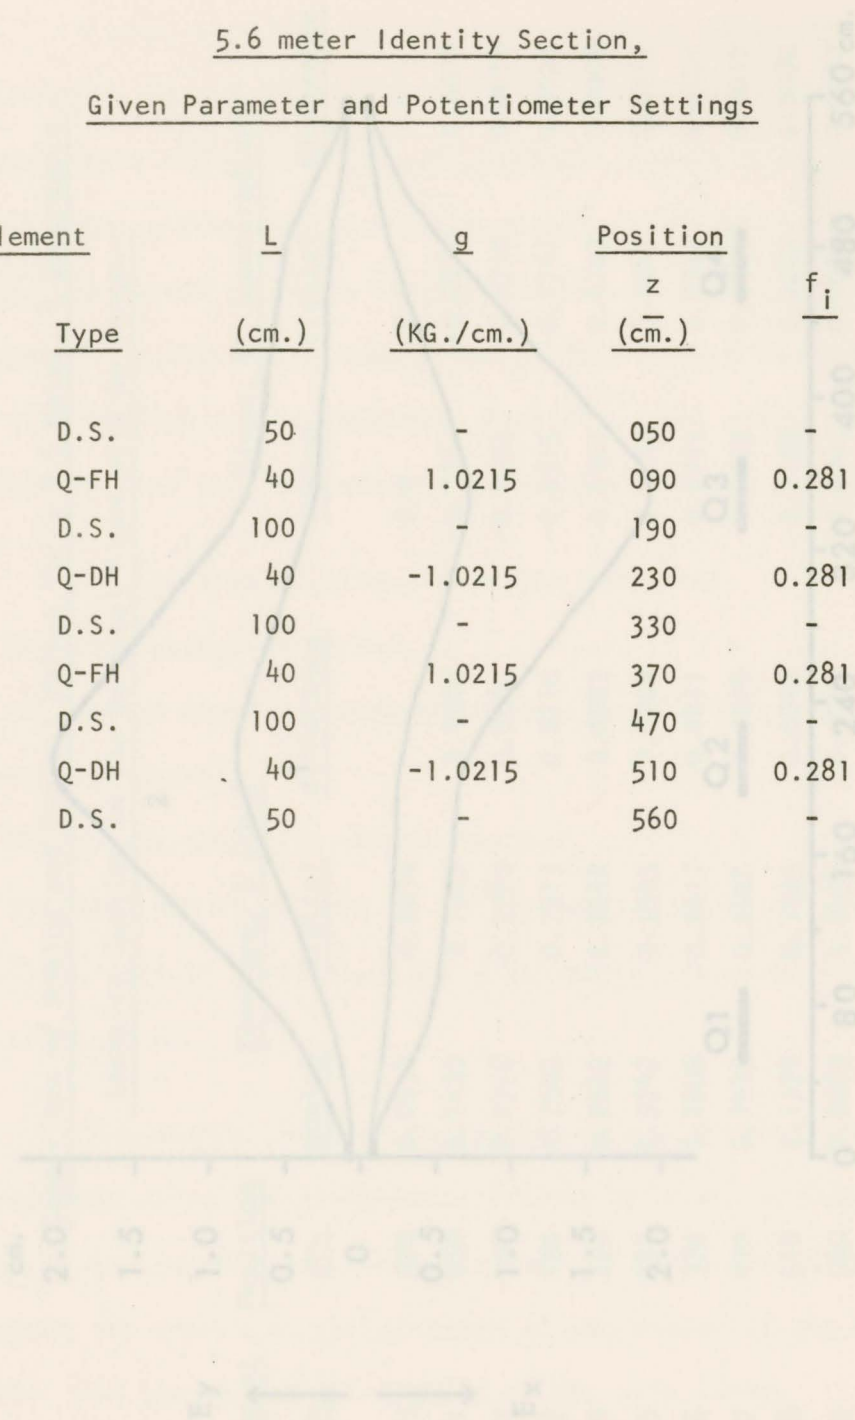 5.6 meter Identity Section,
Given Parameter and Potentiometer Settings
lement L g Position
z f i
Type (cm.) (KG./cm.) (cm.)
D.S. 50 - 050 -
Q-FH 40 1.0215 090 0.281
D.S. 100 - 190 -
Q-DH 40 -1.0215 230 0.281
D.S. 100 - 330 -
Q-FH 40 1.0215 370 0.281
D.S. 100 - 470 -
Q-DH 40 -1.0215 510 0.281
D.S. 50 - 560 -